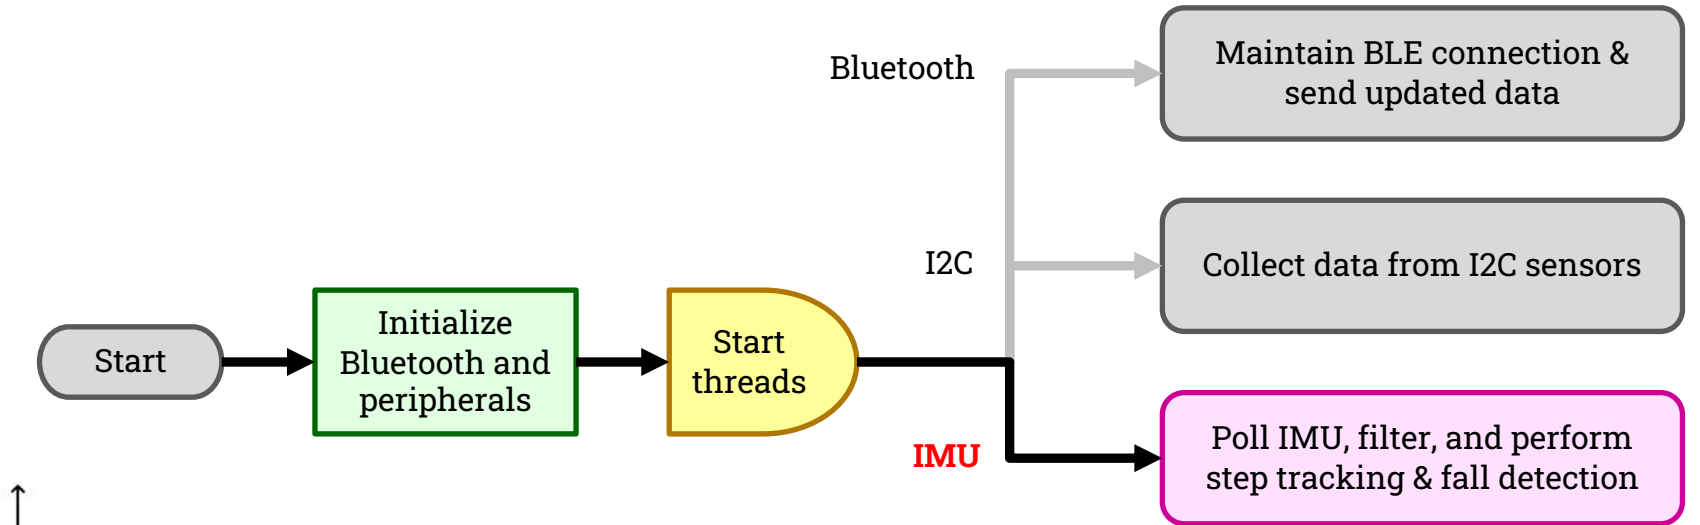 Bluetooth
Maintain BLE connection &
send updated data
I2C
Collect data from I2C sensors
Start
Initialize
Bluetooth and
peripherals
Start
threads
IMU
Poll IMU, filter, and perform
step tracking & fall detection